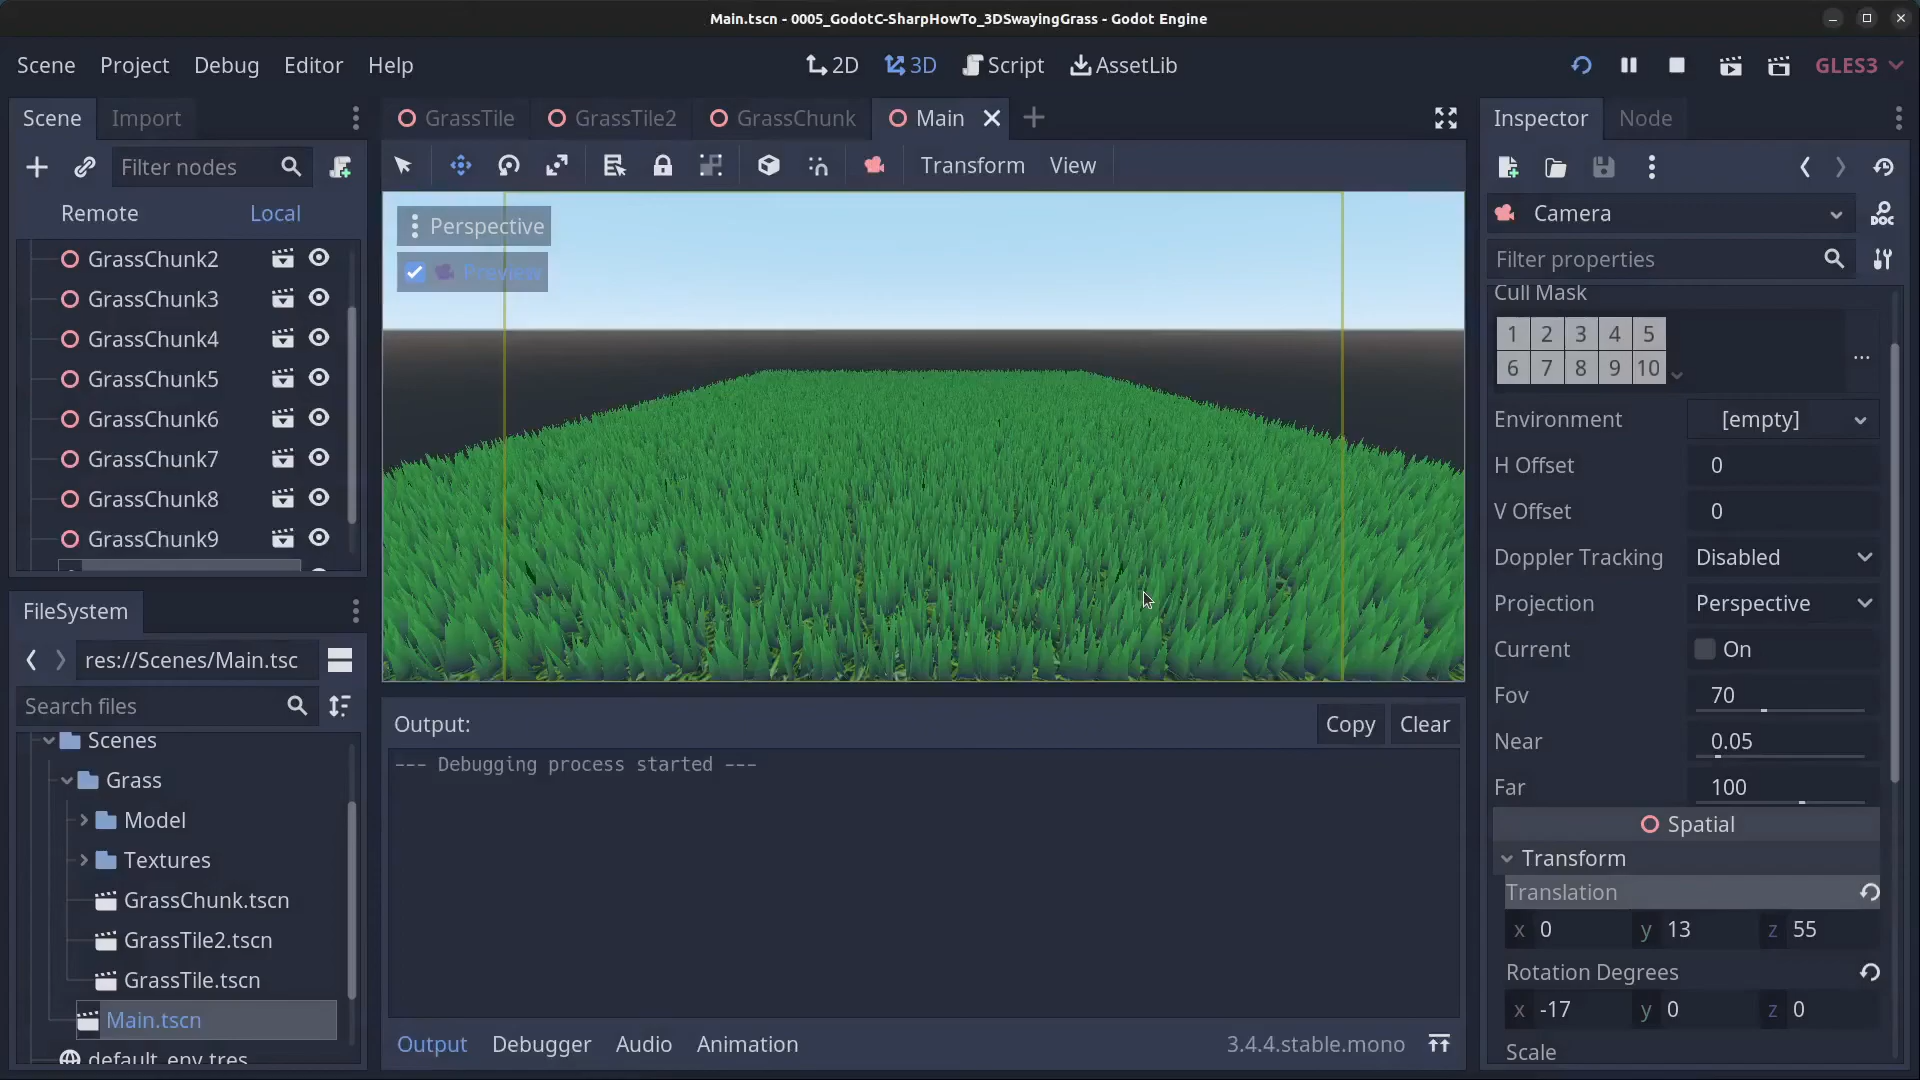 Main.tscn - 0005_GodotC-SharpHowTo_3DSwayingGrass - Godot Engine
Scene Project Debug Editor Help
2D 3D Script AssetLib
GLES3
Scene Import
Filter nodes
Remote Local
GrassChunk2
GrassChunk3
GrassChunk4
GrassChunk5
GrassChunk6
GrassChunk7
GrassChunk8
GrassChunk9
FileSystem
res://Scenes/Main.tsc
Search files
Scenes
Grass
Model
Textures
GrassChunk.tscn
GrassTile2.tscn
GrassTile.tscn
Main.tscn
default_env.tres
GrassTile GrassTile2 GrassChunk Main
Transform View
Perspective
Preview
Output: Copy Clear
--- Debugging process started ---
Output Debugger Audio Animation 3.4.4.stable.mono
Inspector Node
Camera
DOC
Filter properties
Cull Mask
1 2 3 4 5
6 7 8 9 10
...
Environment [empty]
H Offset 0
V Offset 0
Doppler Tracking Disabled
Projection Perspective
Current On
Fov 70
Near 0.05
Far 100
Spatial
Transform
Translation
x 0 y 13 z 55
Rotation Degrees
x -17 y 0 z 0
Scale